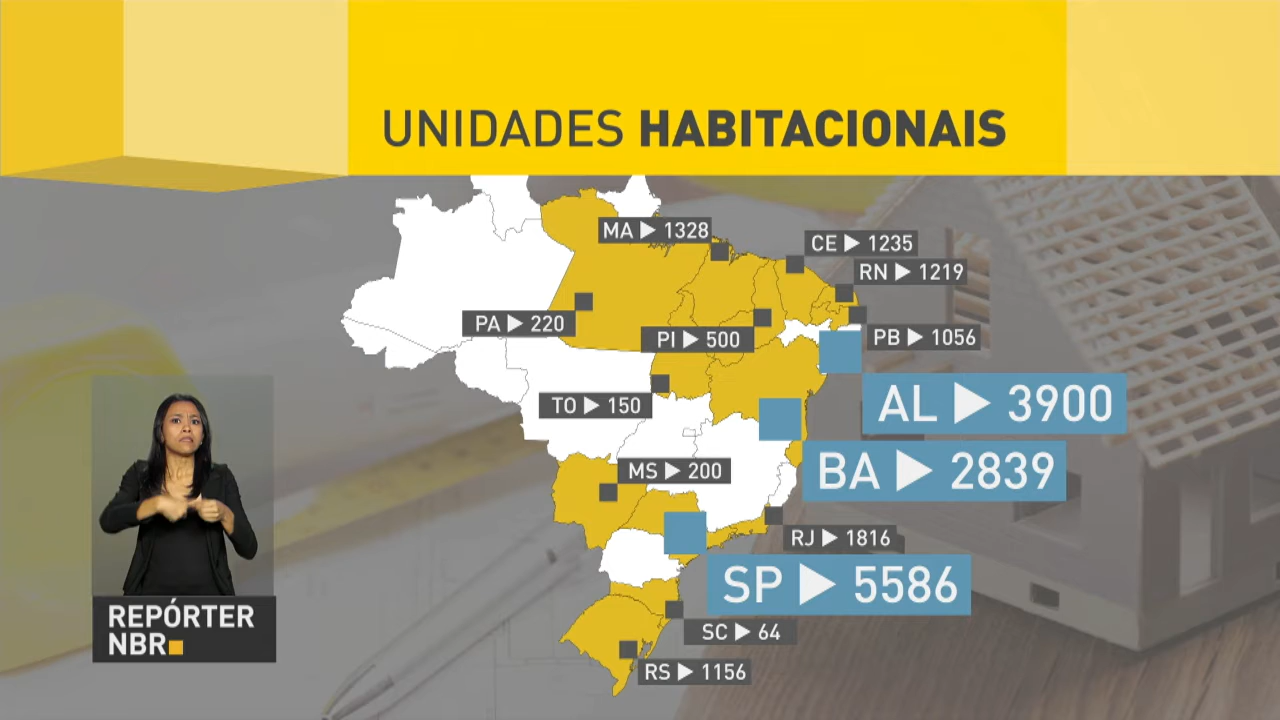 UNIDADES HABITACIONAIS
MA ▶ 1328
CE ▶ 1235
RN ▶ 1219
PA ▶ 220
PI ▶ 500
PB ▶ 1056
TO ▶ 150
AL ▶ 3900
BA ▶ 2839
MS ▶ 200
RJ ▶ 1816
SP ▶ 5586
SC ▶ 64
RS ▶ 1156
REPÓRTER
NBR